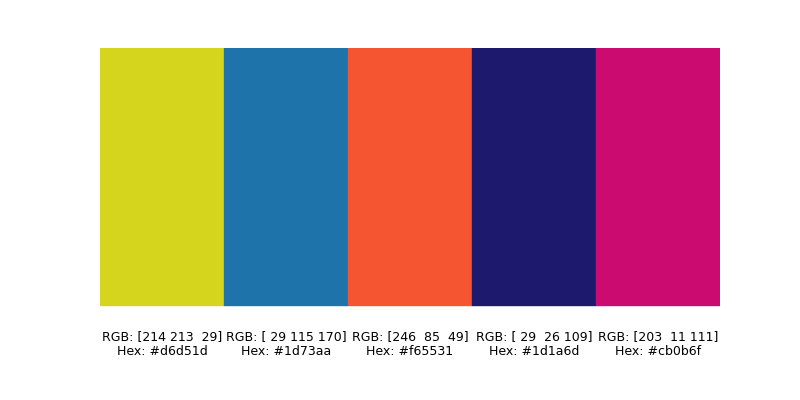 RGB: [214 213  29] RGB: [ 29 115 170] RGB: [246  85  49] RGB: [ 29  26 109] RGB: [203  11 111]
Hex: #d6d51d Hex: #1d73aa Hex: #f65531 Hex: #1d1a6d Hex: #cb0b6f